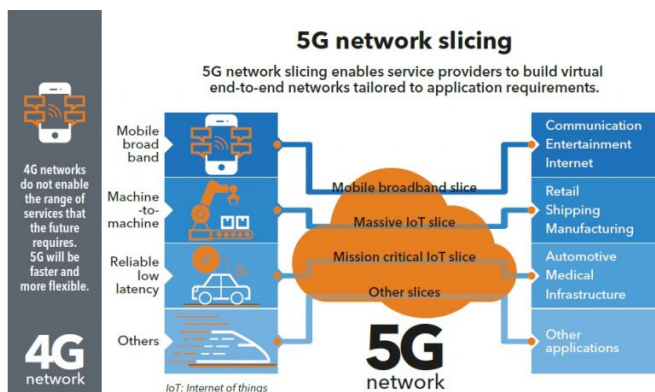 5G network slicing
5G network slicing enables service providers to build virtual
end-to-end networks tailored to application requirements.
4G networks
do not enable
the range of
services that
the future
requires.
5G will be
faster and
more flexible.
4G
network
Mobile
broad
band
Machine
-to-
machine
Reliable
low
latency
Others
Mobile broadband slice
Massive IoT slice
Mission critical IoT slice
Other slices
5G
network
Communication
Entertainment
Internet
Retail
Shipping
Manufacturing
Automotive
Medical
Infrastructure
Other
applications
IoT: Internet of things